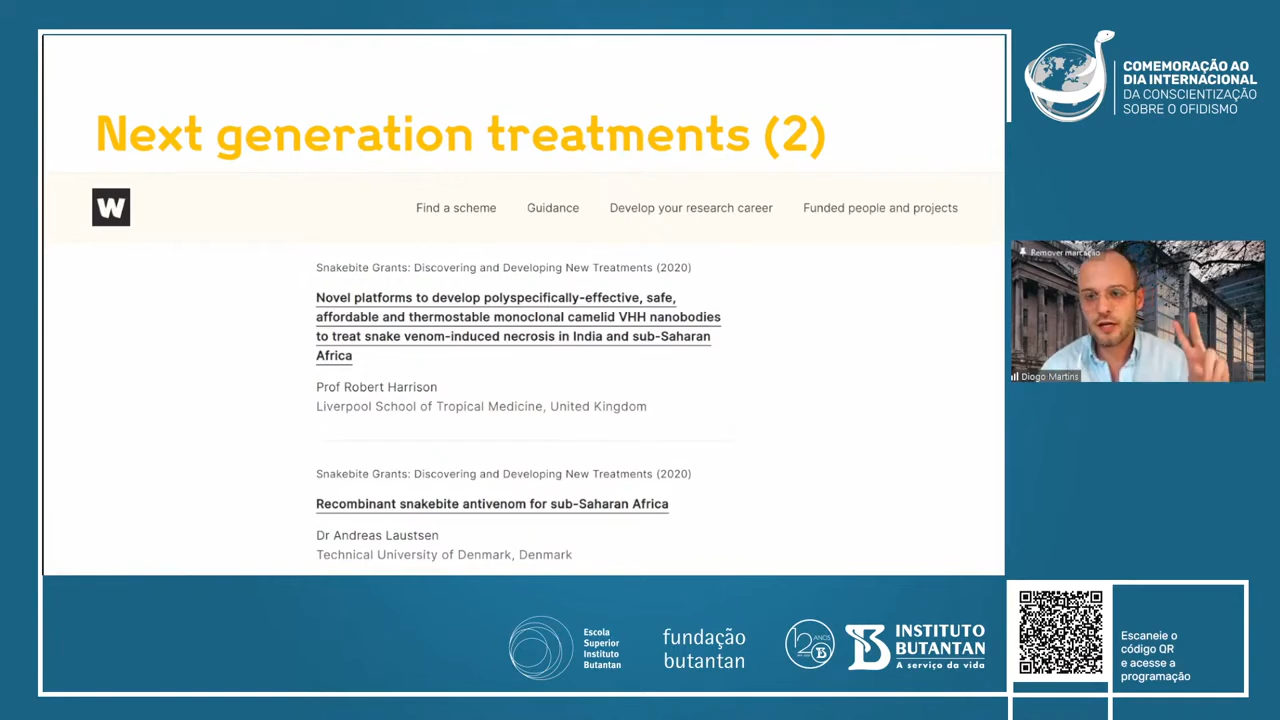 Next generation treatments (2)
W
Find a scheme
Guidance
Develop your research career
Funded people and projects
Snakebite Grants: Discovering and Developing New Treatments (2020)
Novel platforms to develop polyspecifically-effective, safe,
affordable and thermostable monoclonal camelid VHH nanobodies
to treat snake venom-induced necrosis in India and sub-Saharan
Africa
Prof Robert Harrison
Liverpool School of Tropical Medicine, United Kingdom
Snakebite Grants: Discovering and Developing New Treatments (2020)
Recombinant snakebite antivenom for sub-Saharan Africa
Dr Andreas Laustsen
Technical University of Denmark, Denmark
COMEMORAÇÃO AO
DIA INTERNACIONAL
DA CONSCIENTIZAÇÃO
SOBRE O OFIDISMO
Remover marcação
Diogo Martins
Escola
Superior
Instituto
Butantan
fundação
butantan
120
ANOS
INSTITUTO
BUTANTAN
A serviço da vida
Escaneie o
código QR
e acesse a
programação